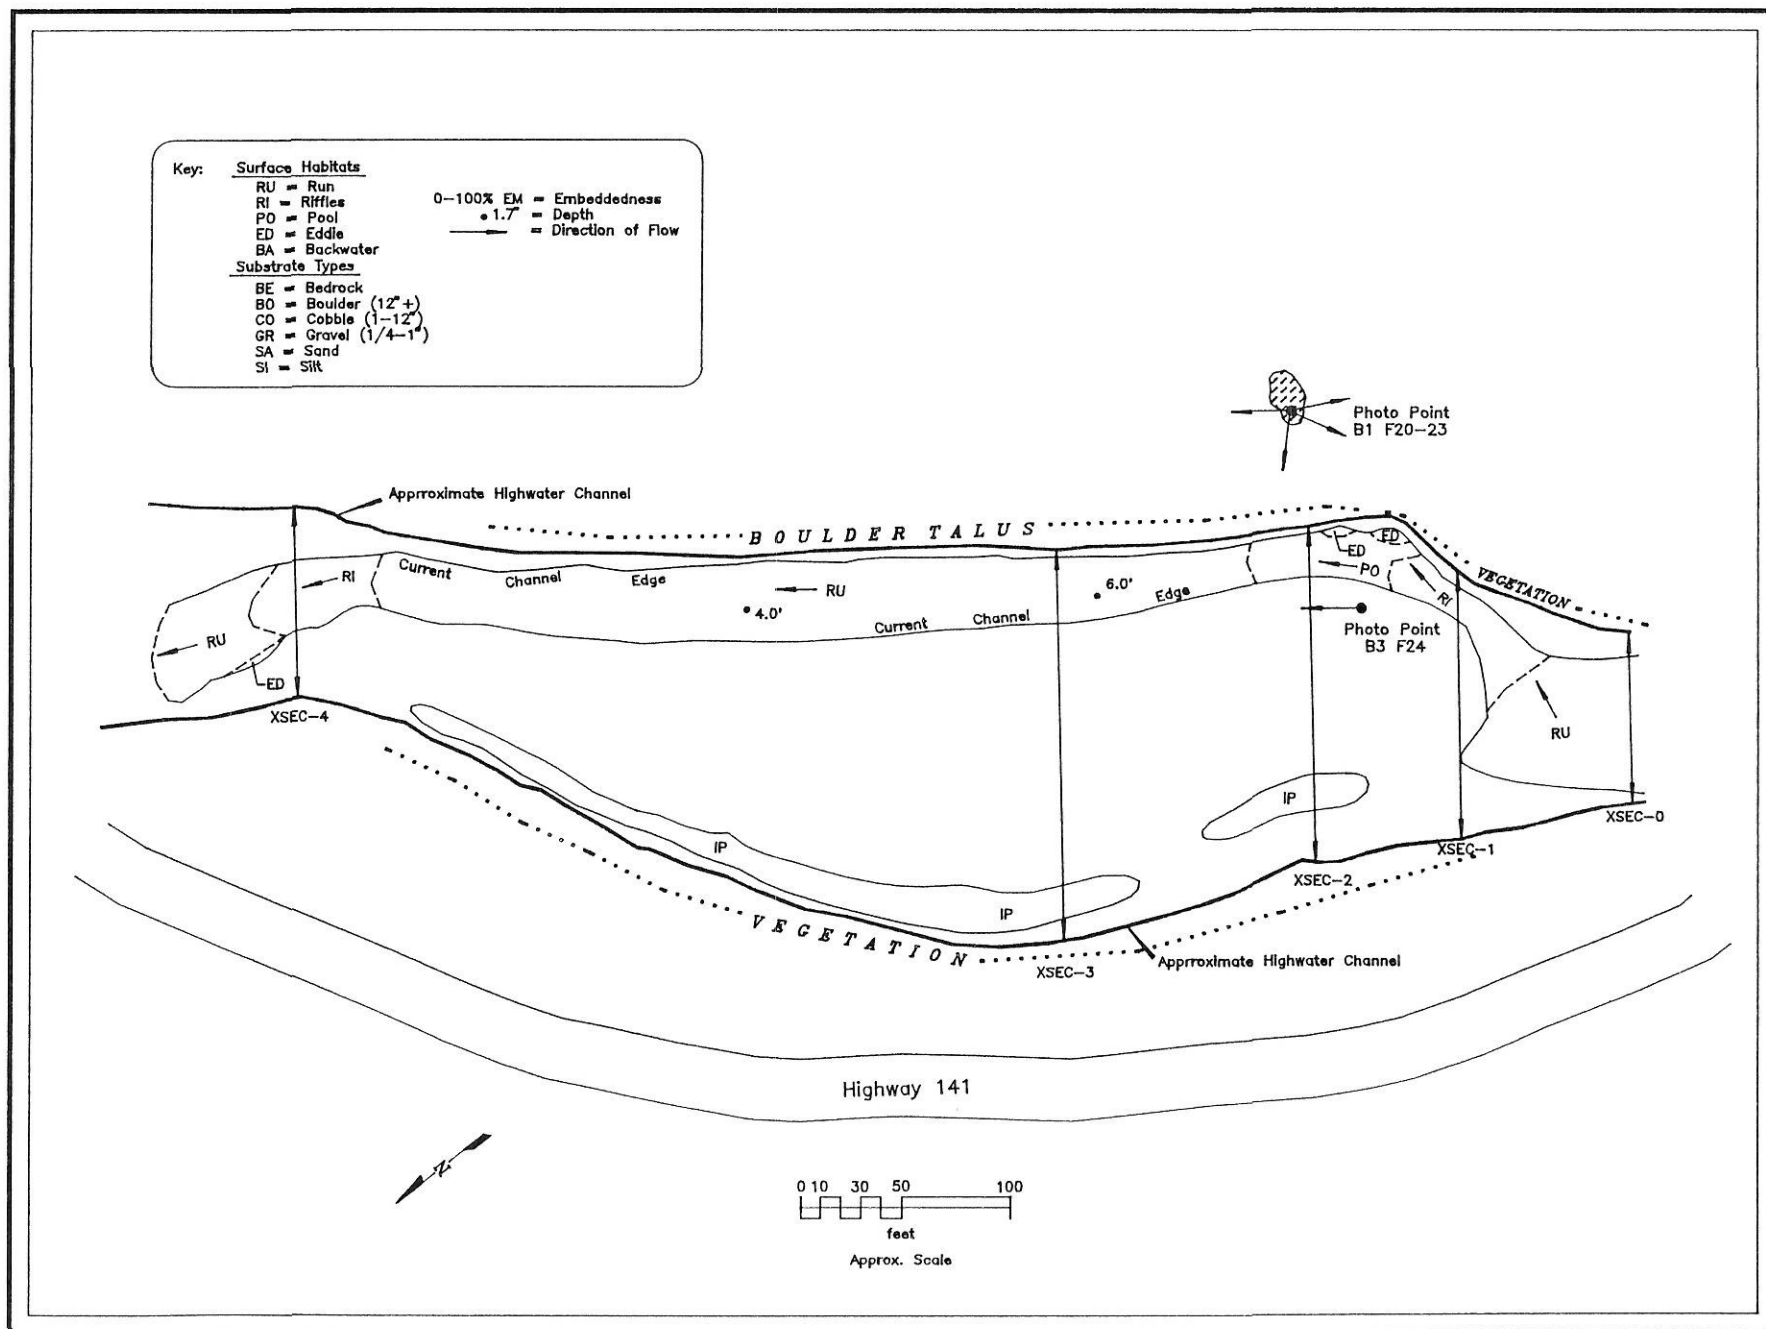 Key:
Surface Habitats
RU = Run
RI = Riffles
PO = Pool
ED = Eddie
BA = Backwater
Substrate Types
BE = Bedrock
BO = Boulder (12"+)
CO = Cobble (1-12")
GR = Gravel (1/4-1")
SA = Sand
SI = Silt
0-100% EM = Embeddedness
• 1.7" = Depth
= Direction of Flow
Photo Point
B1 F20-23
Apprroximate Highwater Channel
BOULDER TALUS
ED
ED
VEGETATION
RI
Current Channel Edge
RU
6.0'
PO
RI
4.0'
Edge
Current Channel
Photo Point
B3 F24
RU
ED
XSEC-4
RU
IP
XSEC-0
IP
XSEC-1
XSEC-2
IP
VEGETATION
XSEC-3
Apprroximate Highwater Channel
Highway 141
N
0 10 30 50 100
feet
Approx. Scale